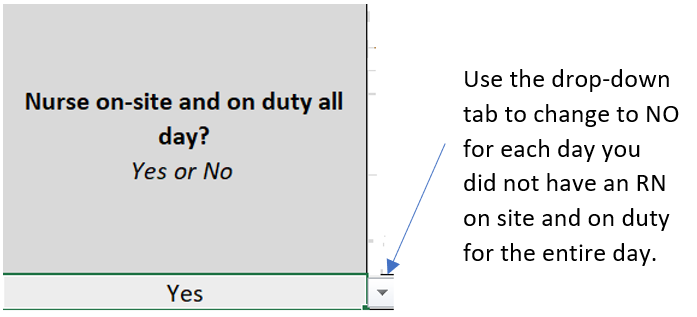 Nurse on-site and on duty all
day?
Yes or No
Yes
Use the drop-down
tab to change to NO
for each day you
did not have an RN
on site and on duty
for the entire day.